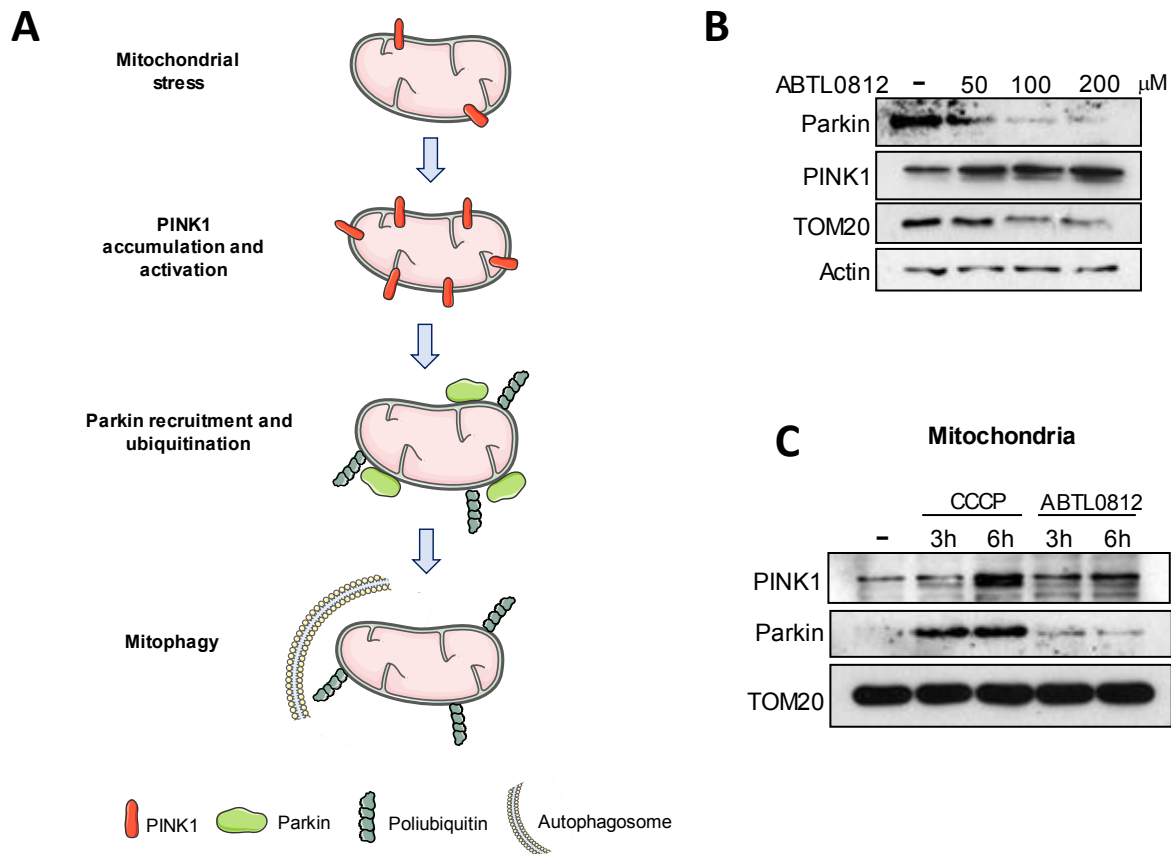 A
Mitochondrial
stress
PINK1
accumulation and
activation
Parkin recruitment and
ubiquitination
Mitophagy
PINK1
Parkin
Poliubiquitin
Autophagosome
B
ABTL0812 – 50 100 200 μM
Parkin
PINK1
TOM20
Actin
C
Mitochondria
CCCP ABTL0812
– 3h 6h 3h 6h
PINK1
Parkin
TOM20